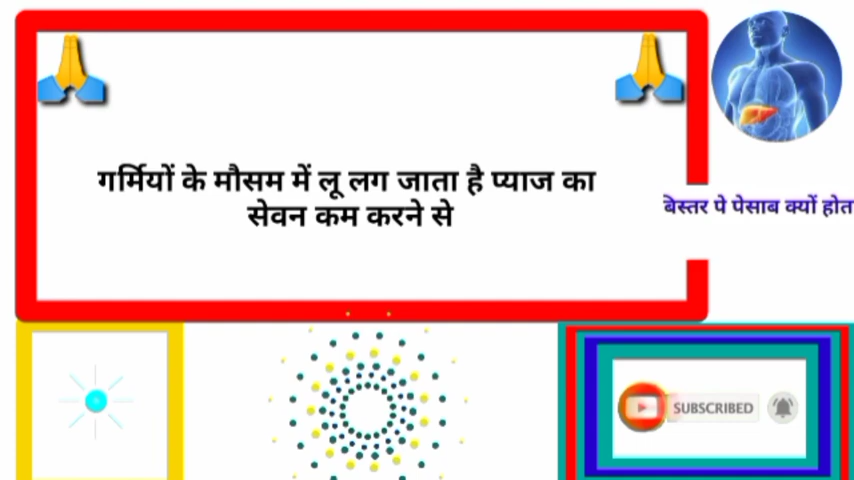 गर्मियों के मौसम में लू लग जाता है प्याज का
सेवन कम करने से
बेस्तर पे पेसाब क्यों होत
SUBSCRIBED